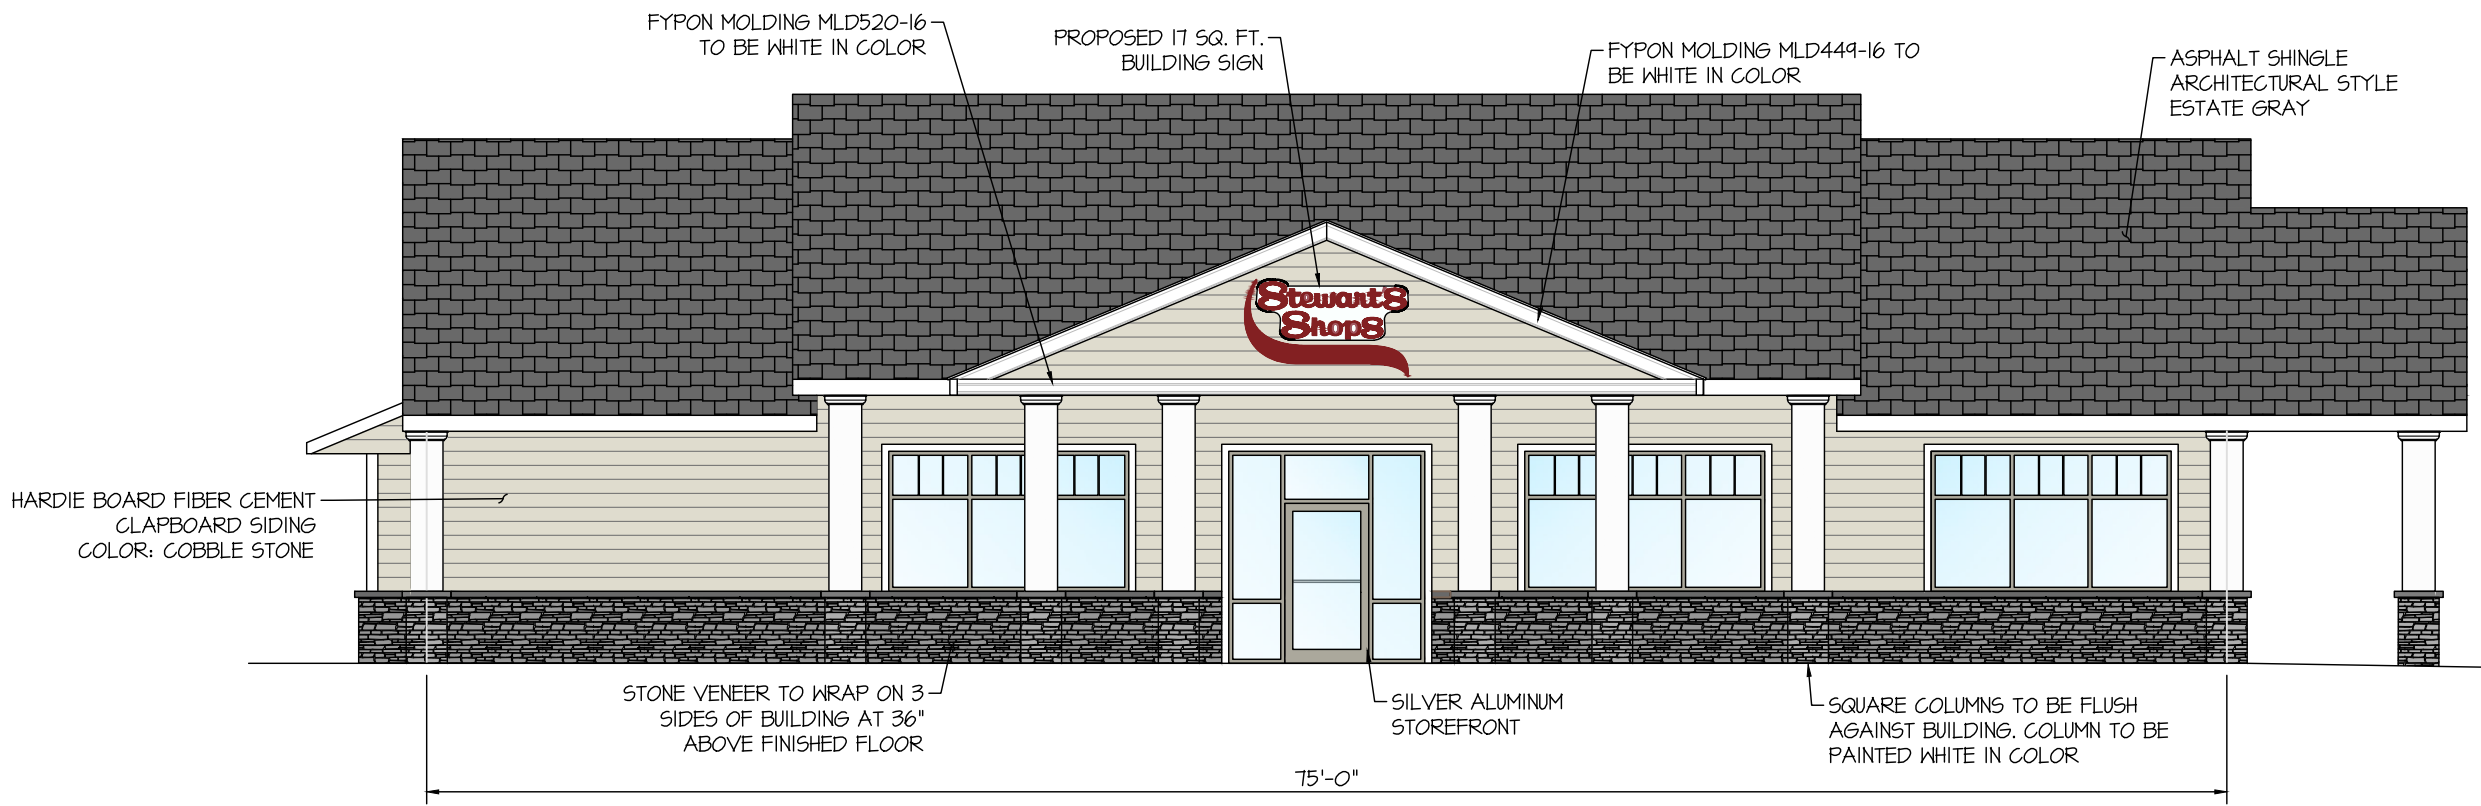 FYPON MOLDING MLD520-16
TO BE WHITE IN COLOR
PROPOSED 17 SQ. FT.
BUILDING SIGN
FYPON MOLDING MLD449-16 TO
BE WHITE IN COLOR
ASPHALT SHINGLE
ARCHITECTURAL STYLE
ESTATE GRAY
Stewart's
Shops
HARDIE BOARD FIBER CEMENT
CLAPBOARD SIDING
COLOR: COBBLE STONE
STONE VENEER TO WRAP ON 3
SIDES OF BUILDING AT 36"
ABOVE FINISHED FLOOR
SILVER ALUMINUM
STOREFRONT
SQUARE COLUMNS TO BE FLUSH
AGAINST BUILDING. COLUMN TO BE
PAINTED WHITE IN COLOR
75'-0"